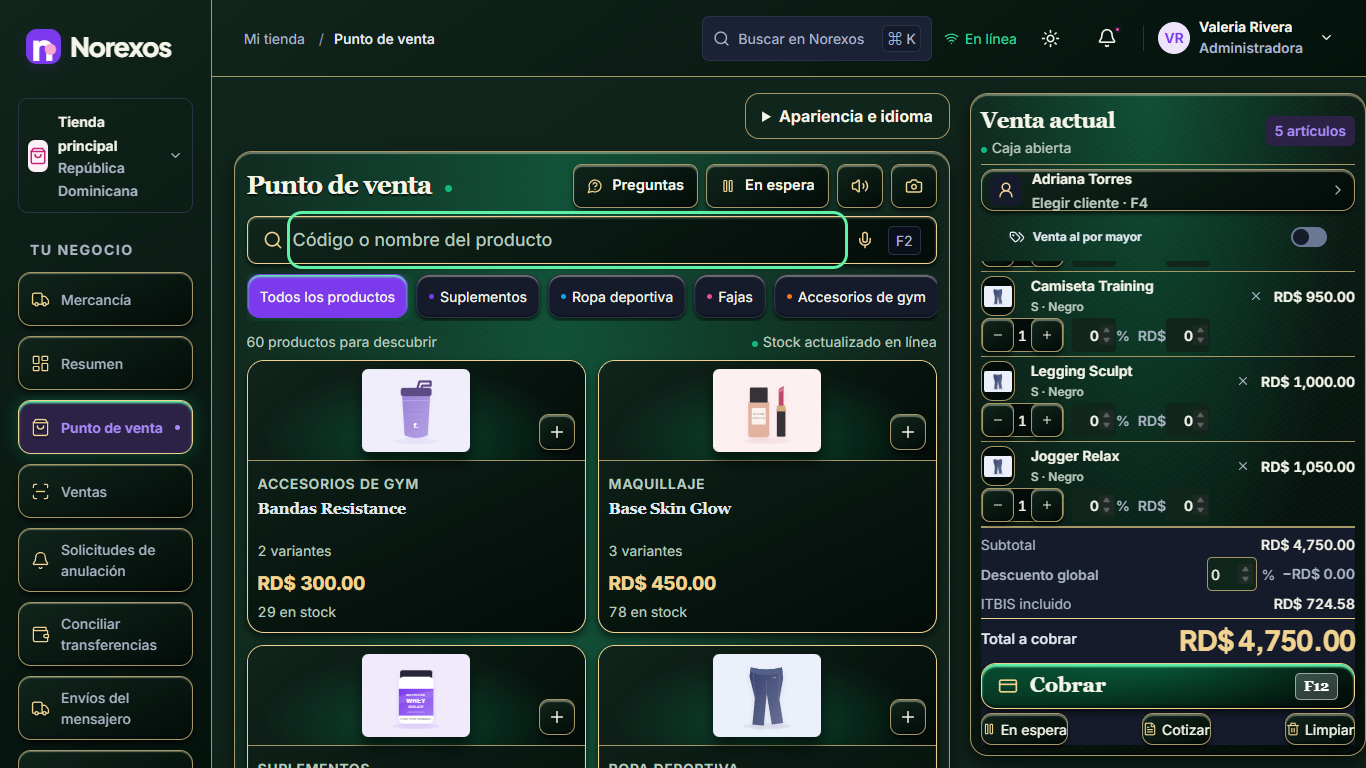 Norexos
Mi tienda / Punto de venta
Buscar en Norexos ⌘ K
En línea
VR
Valeria Rivera
Administradora
Tienda
principal
República
Dominicana
TU NEGOCIO
Mercancía
Resumen
Punto de venta
Ventas
Solicitudes de
anulación
Conciliar
transferencias
Envíos del
mensajero
Apariencia e idioma
Punto de venta
Preguntas
En espera
Código o nombre del producto
F2
Todos los productos
Suplementos
Ropa deportiva
Fajas
Accesorios de gym
60 productos para descubrir
Stock actualizado en línea
ACCESORIOS DE GYM
Bandas Resistance
2 variantes
RD$ 300.00
29 en stock
MAQUILLAJE
Base Skin Glow
3 variantes
RD$ 450.00
78 en stock
WHEY
SUPLEMENTOS
ROPA DEPORTIVA
Venta actual
5 artículos
Caja abierta
Adriana Torres
Elegir cliente · F4
Venta al por mayor
Camiseta Training
S · Negro
× RD$ 950.00
− 1 + 0 % RD$ 0
Legging Sculpt
S · Negro
× RD$ 1,000.00
− 1 + 0 % RD$ 0
Jogger Relax
S · Negro
× RD$ 1,050.00
− 1 + 0 % RD$ 0
Subtotal RD$ 4,750.00
Descuento global 0 % −RD$ 0.00
ITBIS incluido RD$ 724.58
Total a cobrar RD$ 4,750.00
Cobrar F12
En espera
Cotizar
Limpiar